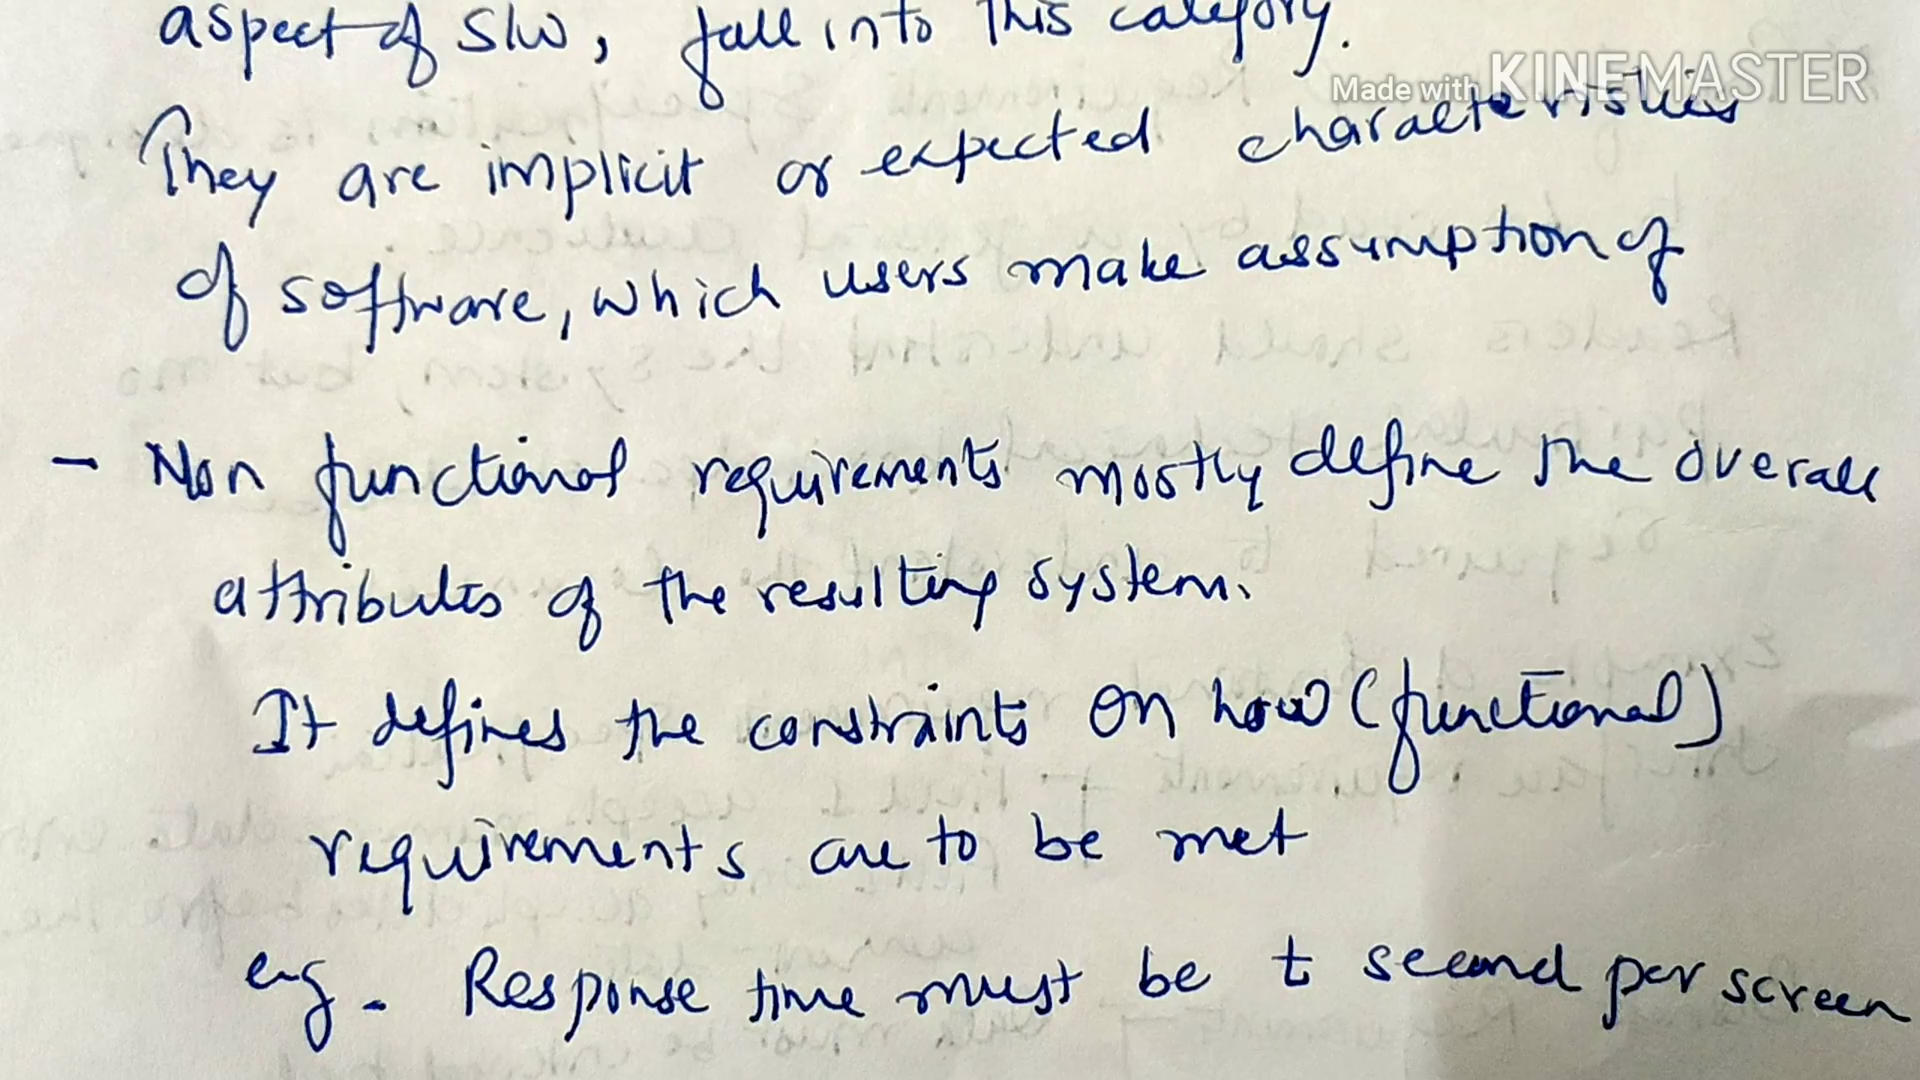 aspect of S/W, fall into this category.
Made with KINEMASTER
They are implicit or expected characteristics
of software, which users make assumption of
- Non functional requirements mostly define the overall
attributes of the resulting system.
It defines the constraints on how (functional)
requirements are to be met
eg. Response time must be t second per screen